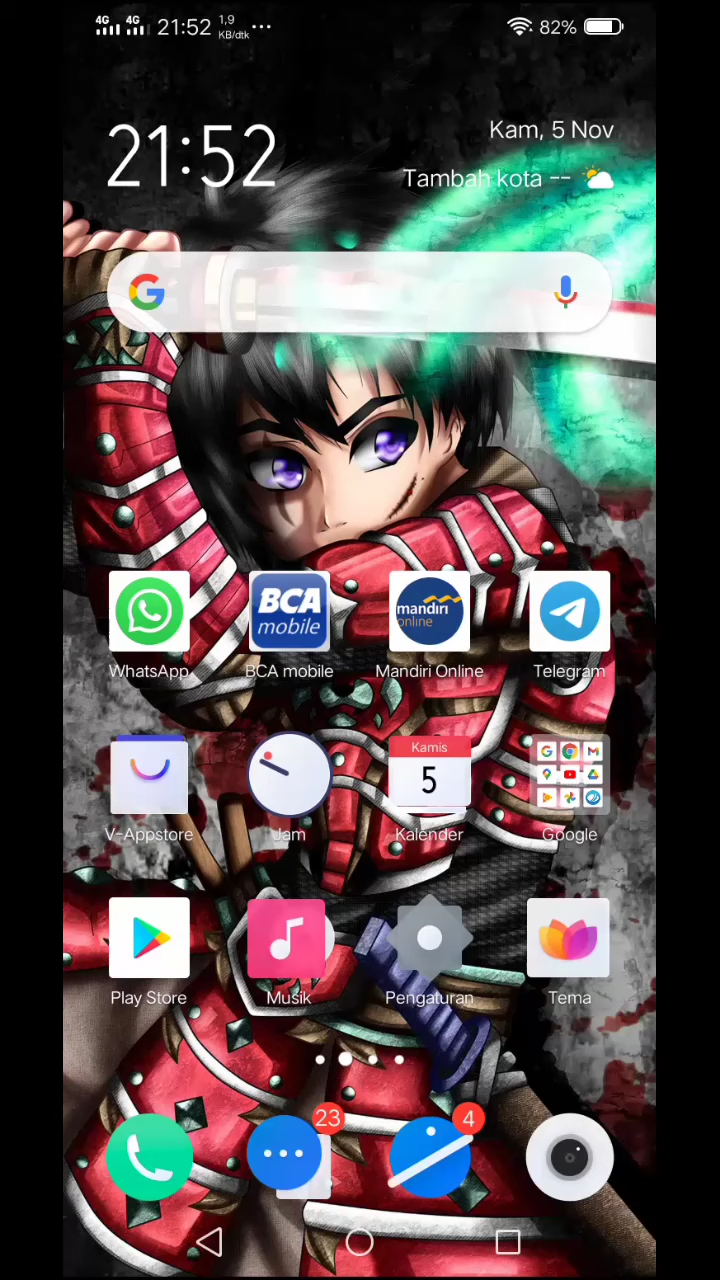 4G 4G 21:52 1,9 KB/dtk ... 82%
21:52
Kam, 5 Nov
Tambah kota --
WhatsApp
BCA mobile
BCA mobile
mandiri online
Mandiri Online
Telegram
V-Appstore
Jam
Kamis
5
Kalender
Google
Play Store
Musik
Pengaturan
Tema
23
4